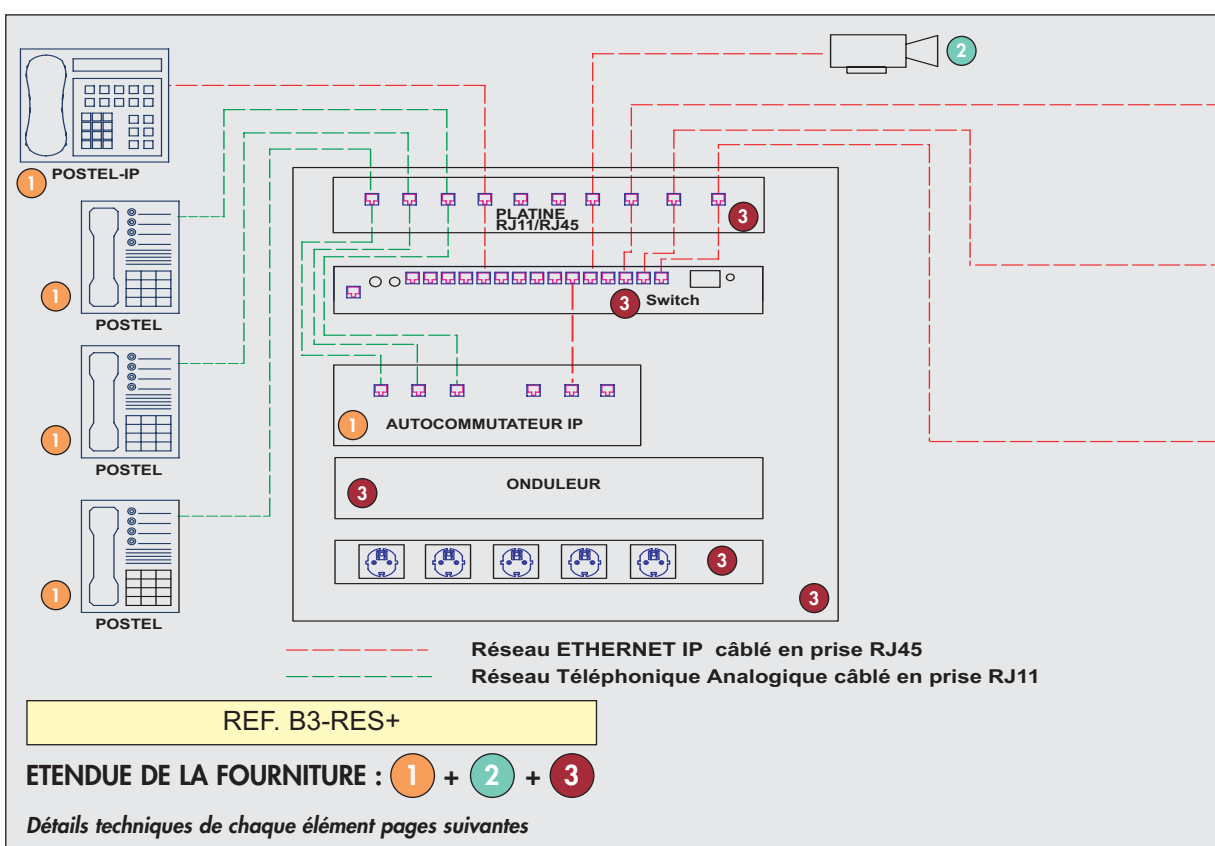 2
1
POSTEL-IP
PLATINE
RJ11/RJ45
3
1
POSTEL
3
Switch
1
POSTEL
1
AUTOCOMMUTATEUR IP
3
ONDULEUR
3
1
POSTEL
3
Réseau ETHERNET IP câblé en prise RJ45
Réseau Téléphonique Analogique câblé en prise RJ11
REF. B3-RES+
ETENDUE DE LA FOURNITURE : 1 + 2 + 3
Détails techniques de chaque élément pages suivantes